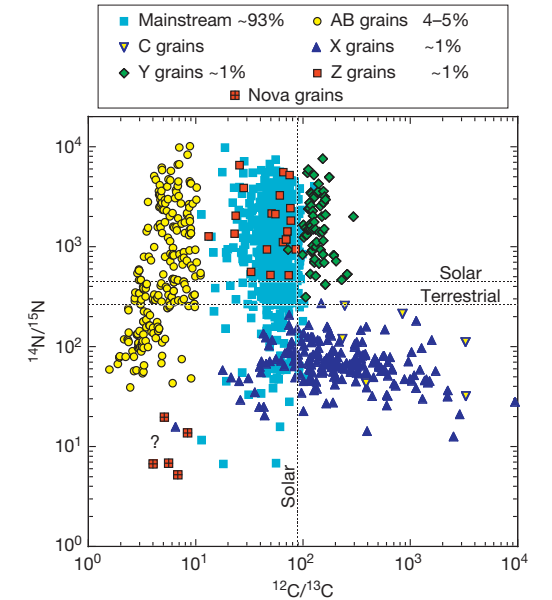 Mainstream ~93% AB grains 4–5%
C grains X grains ~1%
Y grains ~1% Z grains ~1%
Nova grains
10⁴
Solar
10³
Terrestrial
¹⁴N/¹⁵N
10²
?
10¹
Solar
10⁰
10⁰ 10¹ 10² 10³ 10⁴
¹²C/¹³C